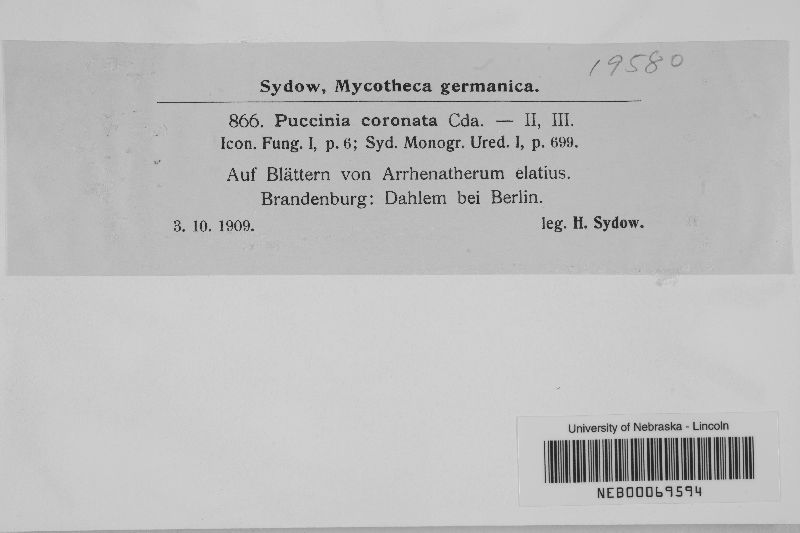 19580
Sydow, Mycotheca germanica.
866. Puccinia coronata Cda. — II, III.
Icon. Fung. I, p. 6; Syd. Monogr. Ured. I, p. 699.
Auf Blättern von Arrhenatherum elatius.
Brandenburg: Dahlem bei Berlin.
3. 10. 1909. leg. H. Sydow.
University of Nebraska - Lincoln
NEB00069594